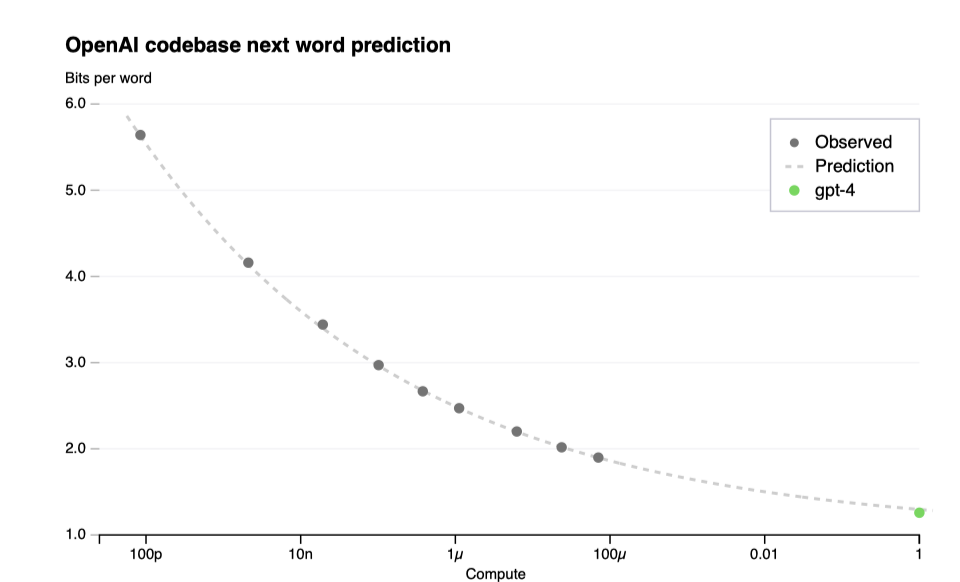 OpenAI codebase next word prediction
Bits per word
6.0
Observed
Prediction
gpt-4
5.0
4.0
3.0
2.0
1.0
100p 10n 1µ 100µ 0.01 1
Compute